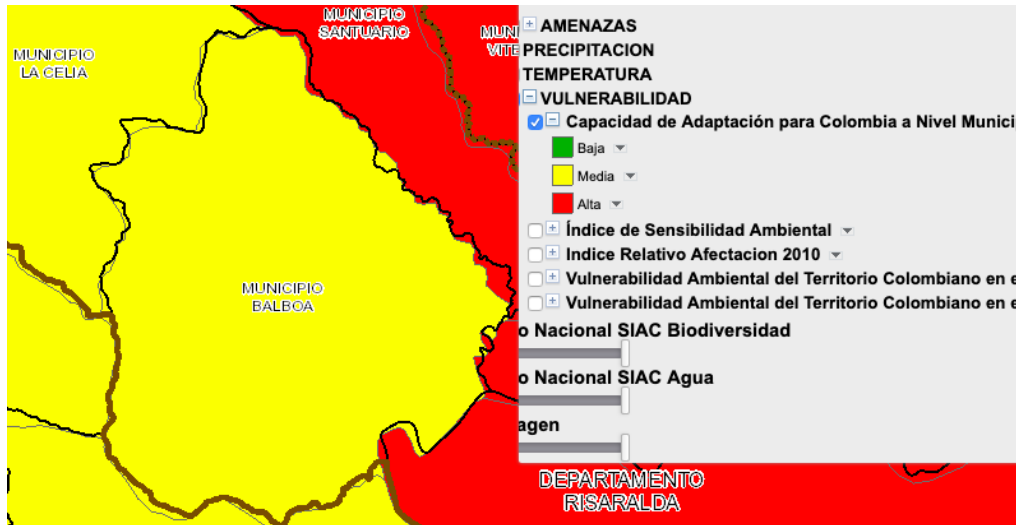 MUNICIPIO
SANTUARIO
MUNICIPIO
LA CELIA
MUNI
VITE
MUNICIPIO
BALBOA
DEPARTAMENTO
RISARALDA
AMENAZAS
PRECIPITACION
TEMPERATURA
VULNERABILIDAD
Capacidad de Adaptación para Colombia a Nivel Munici
Baja
Media
Alta
Índice de Sensibilidad Ambiental
Indice Relativo Afectacion 2010
Vulnerabilidad Ambiental del Territorio Colombiano en e
Vulnerabilidad Ambiental del Territorio Colombiano en e
o Nacional SIAC Biodiversidad
o Nacional SIAC Agua
agen